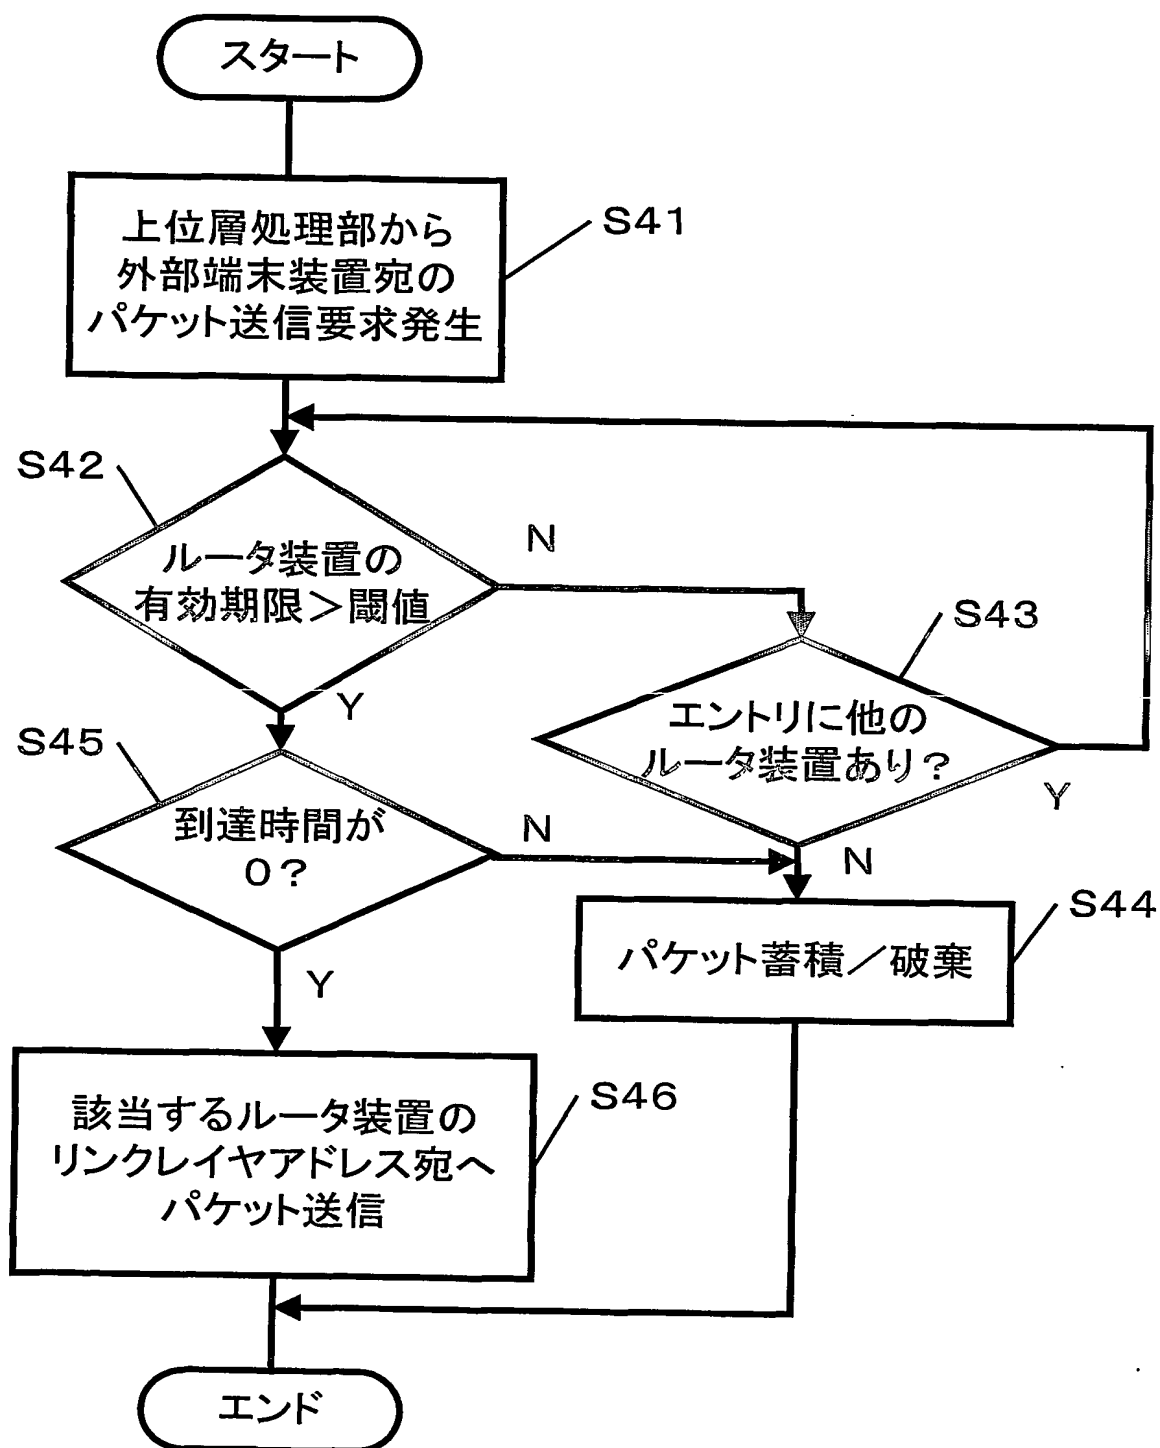 スタート
上位層処理部から
外部端末装置宛の
パケット送信要求発生
S41
S42
ルータ装置の
有効期限＞閾値
N
Y
S43
エントリに他の
ルータ装置あり？
Y
N
S45
到達時間が
0？
N
Y
S44
パケット蓄積／破棄
S46
該当するルータ装置の
リンクレイヤアドレス宛へ
パケット送信
エンド